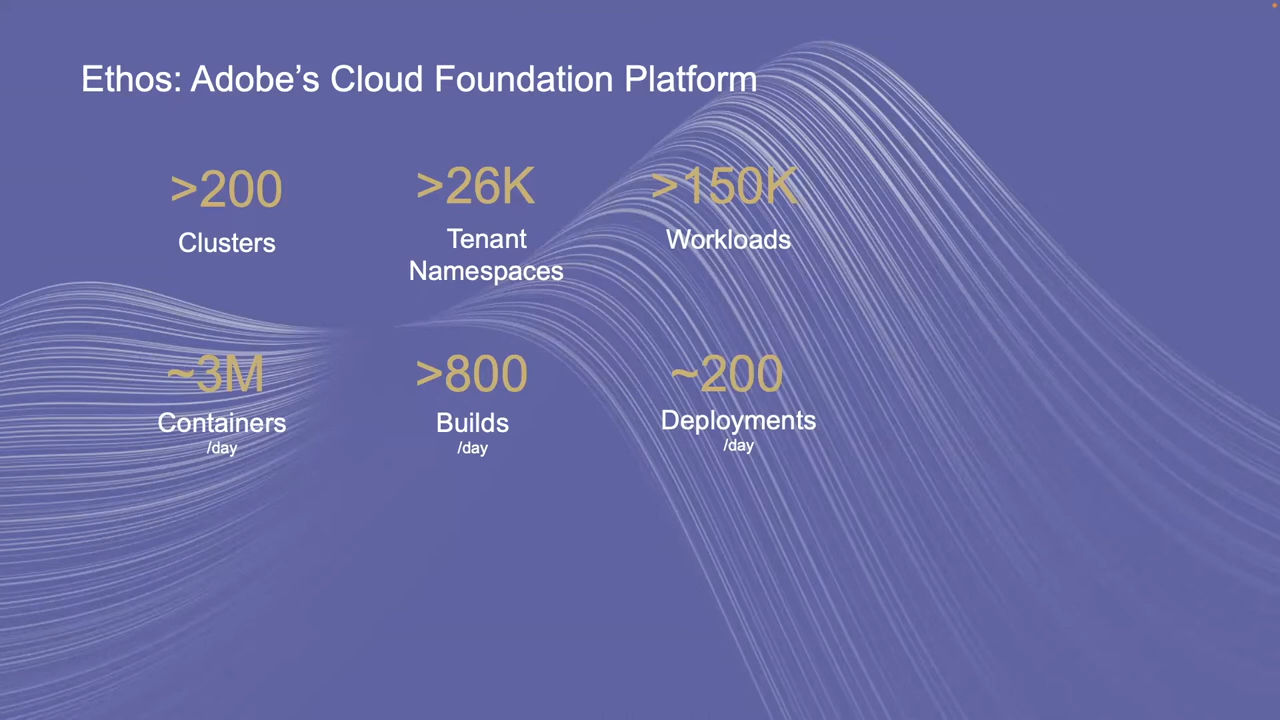 Ethos: Adobe’s Cloud Foundation Platform
>200
Clusters
>26K
Tenant
Namespaces
>150K
Workloads
~3M
Containers
/day
>800
Builds
/day
~200
Deployments
/day